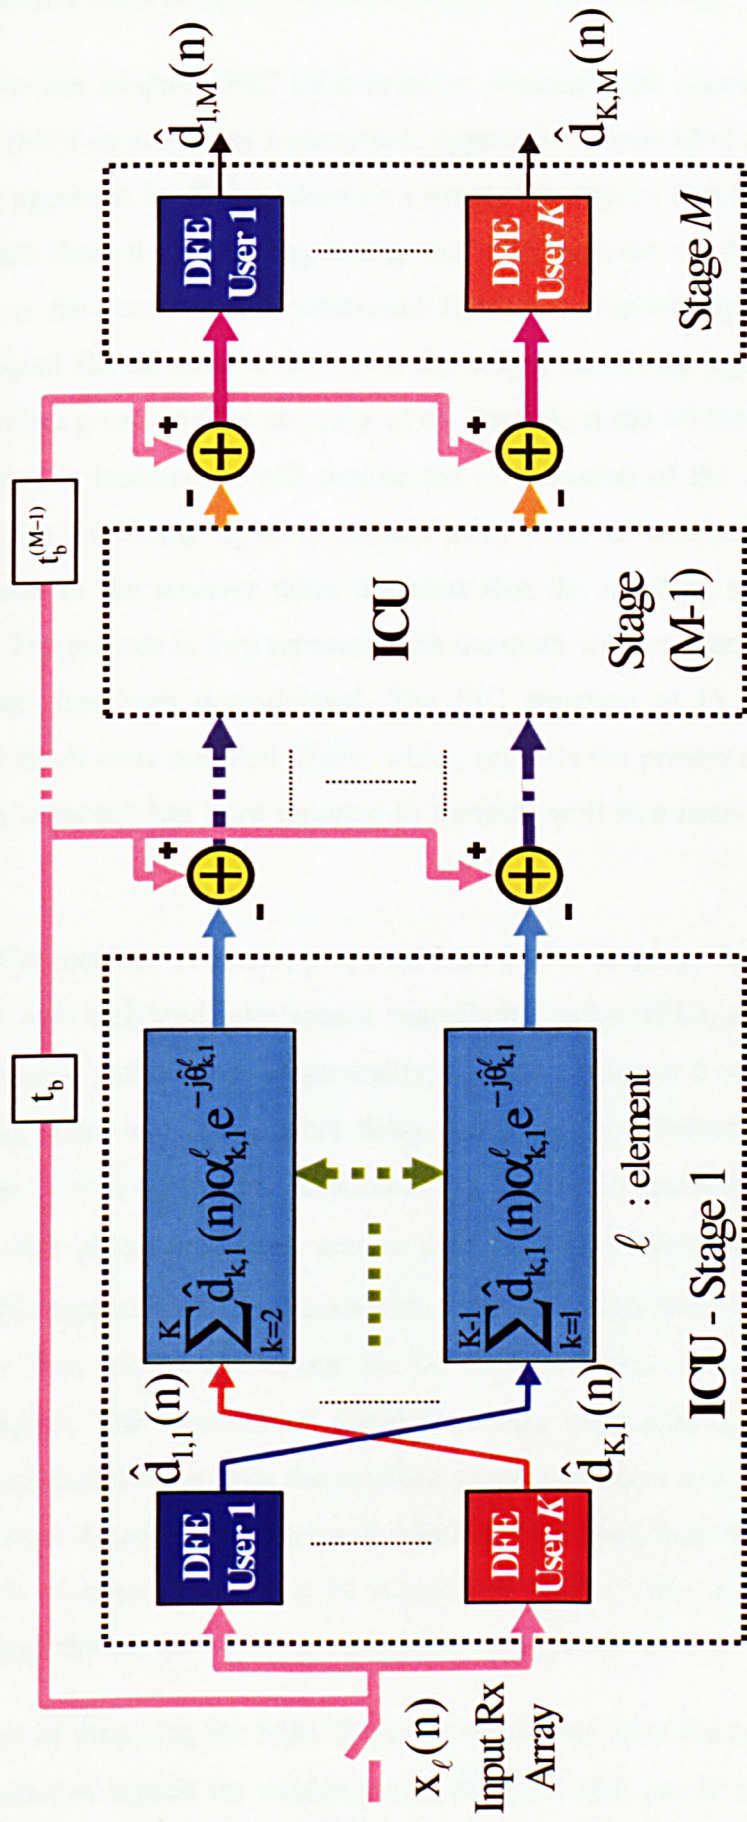 t_b
t_b^(M–1)
x_ℓ(n)
Input Rx
Array
DFE
User 1
DFE
User K
d̂_1,1(n)
d̂_K,1(n)
∑_{k=2}^{K} d̂_k,1(n)α̂^ℓ_k,1 e^{–jθ̂^ℓ_k,1}
∑_{k=1}^{K-1} d̂_k,1(n)α̂^ℓ_k,1 e^{–jθ̂^ℓ_k,1}
ℓ : element
ICU - Stage 1
+
-
+
-
ICU
Stage
(M-1)
+
-
+
-
DFE
User 1
DFE
User K
d̂_1,M(n)
d̂_K,M(n)
Stage M